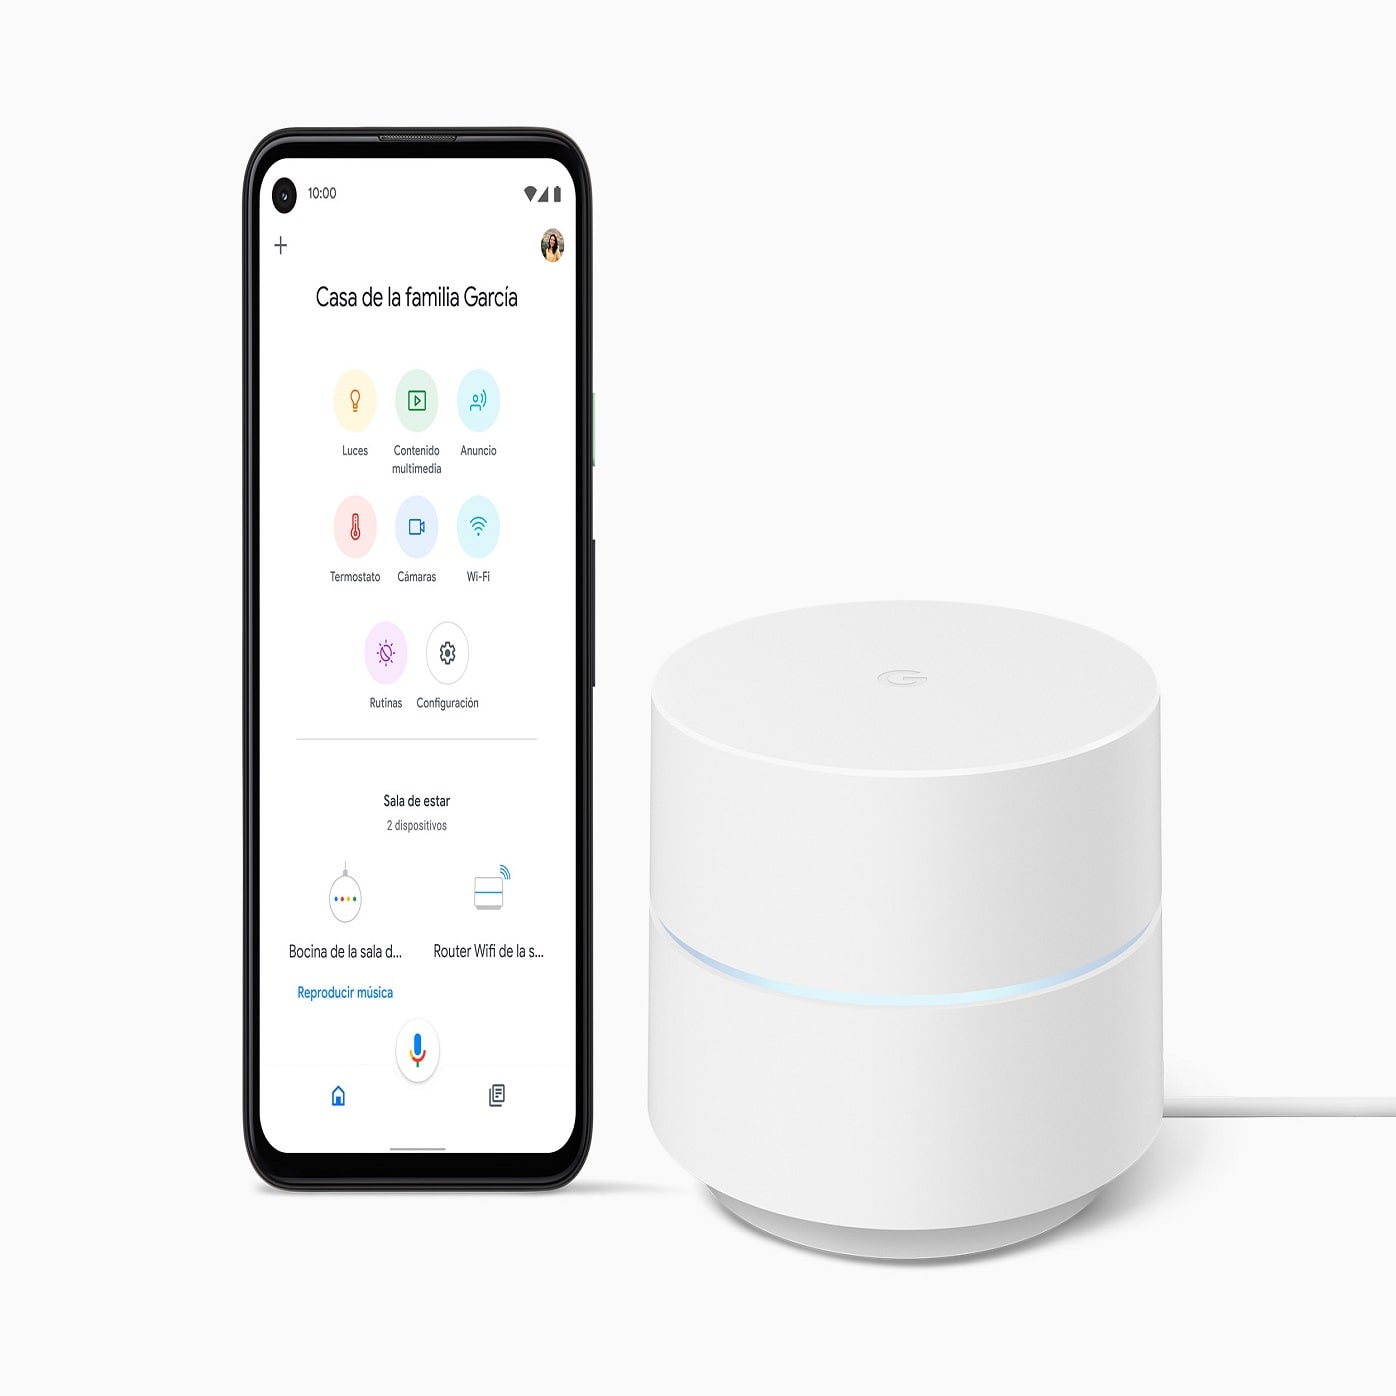 10:00
Casa de la familia García
Luces
Contenido
multimedia
Anuncio
Termostato
Cámaras
Wi-Fi
Rutinas
Configuración
Sala de estar
2 dispositivos
Bocina de la sala d...
Router Wifi de la s...
Reproducir música
G